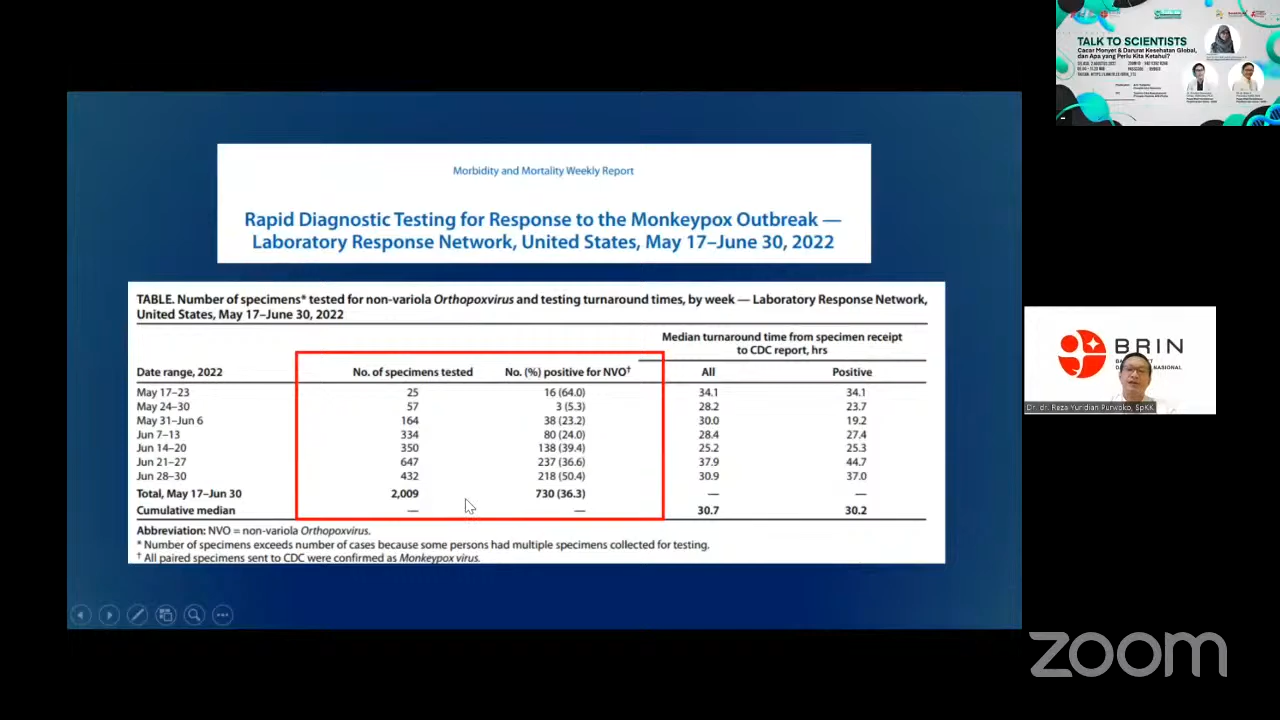 Morbidity and Mortality Weekly Report
Rapid Diagnostic Testing for Response to the Monkeypox Outbreak —
Laboratory Response Network, United States, May 17–June 30, 2022
TABLE. Number of specimens* tested for non-variola Orthopoxvirus and testing turnaround times, by week — Laboratory Response Network,
United States, May 17–June 30, 2022
Median turnaround time from specimen receipt
to CDC report, hrs
Date range, 2022 No. of specimens tested No. (%) positive for NVO† All Positive
May 17–23 25 16 (64.0) 34.1 34.1
May 24–30 57 3 (5.3) 28.2 23.7
May 31–Jun 6 164 38 (23.2) 30.0 19.2
Jun 7–13 334 80 (24.0) 28.4 27.4
Jun 14–20 350 138 (39.4) 25.2 25.3
Jun 21–27 647 237 (36.6) 37.9 44.7
Jun 28–30 432 218 (50.4) 30.9 37.0
Total, May 17–Jun 30 2,009 730 (36.3) — —
Cumulative median — — 30.7 30.2
Abbreviation: NVO = non-variola Orthopoxvirus.
* Number of specimens exceeds number of cases because some persons had multiple specimens collected for testing.
† All paired specimens sent to CDC were confirmed as Monkeypox virus.
TALK TO SCIENTISTS
Cacar Monyet & Darurat Kesehatan Global,
dan Apa yang Perlu Kita Ketahui?
BRIN
Dr. dr. Reza Yuridian Purwoko, SpKK
zoom